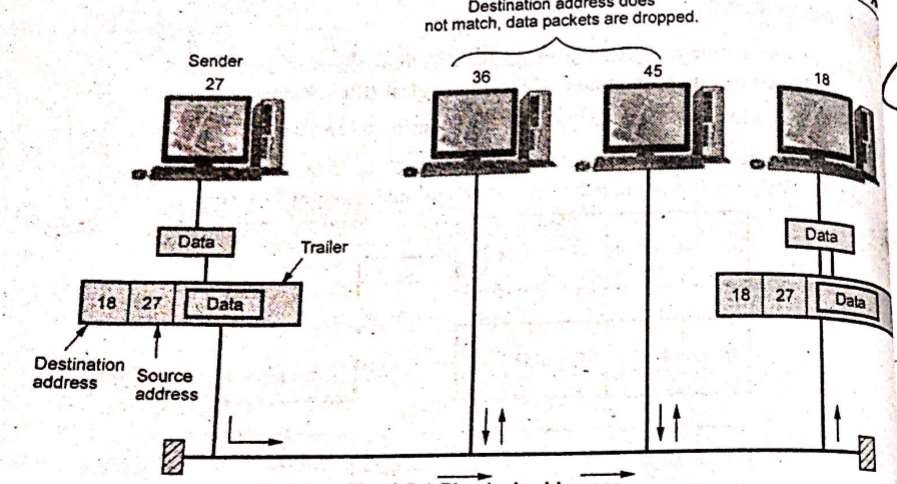 Destination address does
not match, data packets are dropped.
Sender
27
36
45
18
Data
Trailer
18 27 Data
Destination
address
Source
address
Data
18 27 Data